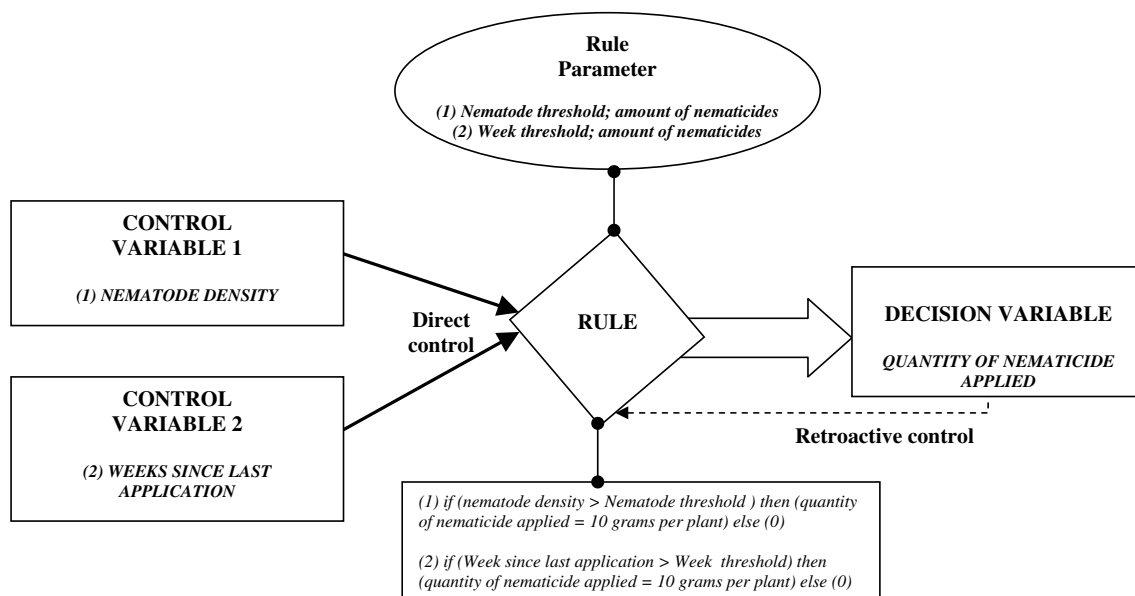 Rule
Parameter
(1) Nematode threshold; amount of nematicides
(2) Week threshold; amount of nematicides
CONTROL
VARIABLE 1
(1) NEMATODE DENSITY
Direct
control
CONTROL
VARIABLE 2
(2) WEEKS SINCE LAST
APPLICATION
RULE
DECISION VARIABLE
QUANTITY OF NEMATICIDE
APPLIED
Retroactive control
(1) if (nematode density > Nematode threshold ) then (quantity
of nematicide applied = 10 grams per plant) else (0)
(2) if (Week since last application > Week threshold) then
(quantity of nematicide applied = 10 grams per plant) else (0)